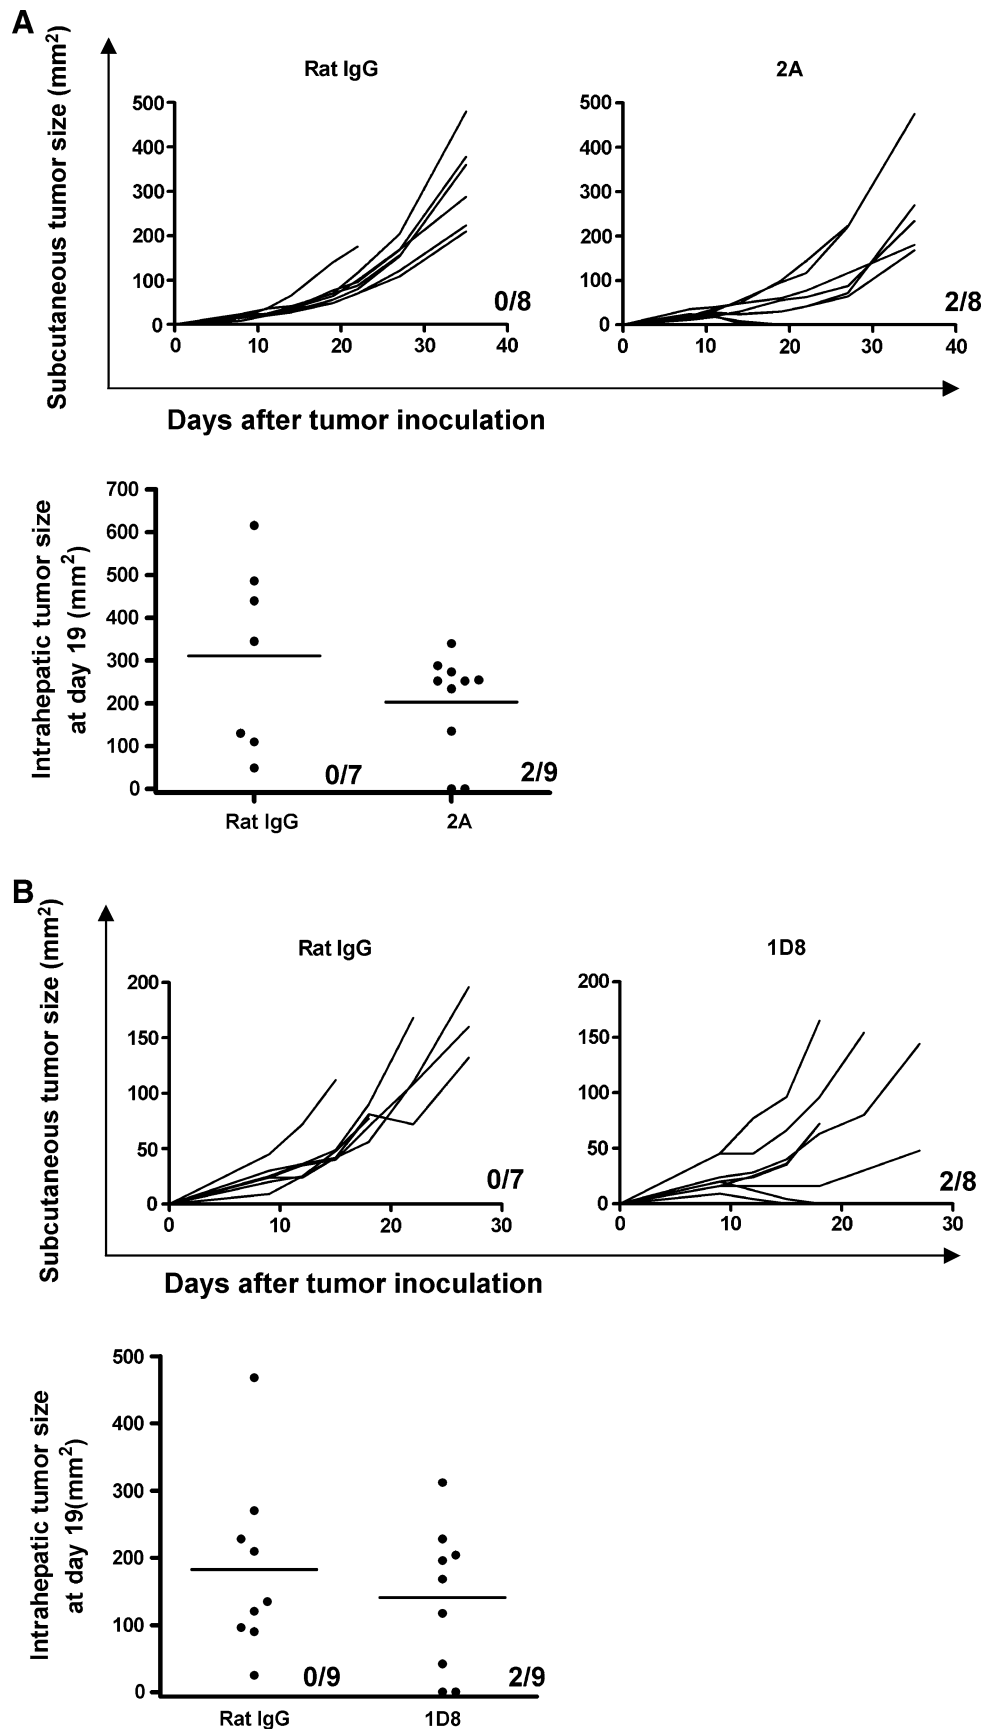 A
Subcutaneous tumor size (mm²)
Rat IgG
500
400
300
200
100
0
0 10 20 30 40
0/8
2A
500
400
300
200
100
0
0 10 20 30 40
2/8
Days after tumor inoculation
Intrahepatic tumor size
at day 19 (mm²)
700
600
500
400
300
200
100
0
0/7
2/9
Rat IgG
2A
B
Subcutaneous tumor size (mm²)
Rat IgG
200
150
100
50
0
0 10 20 30
0/7
1D8
200
150
100
50
0
0 10 20 30
2/8
Days after tumor inoculation
Intrahepatic tumor size
at day 19(mm²)
500
400
300
200
100
0
0/9
2/9
Rat IgG
1D8